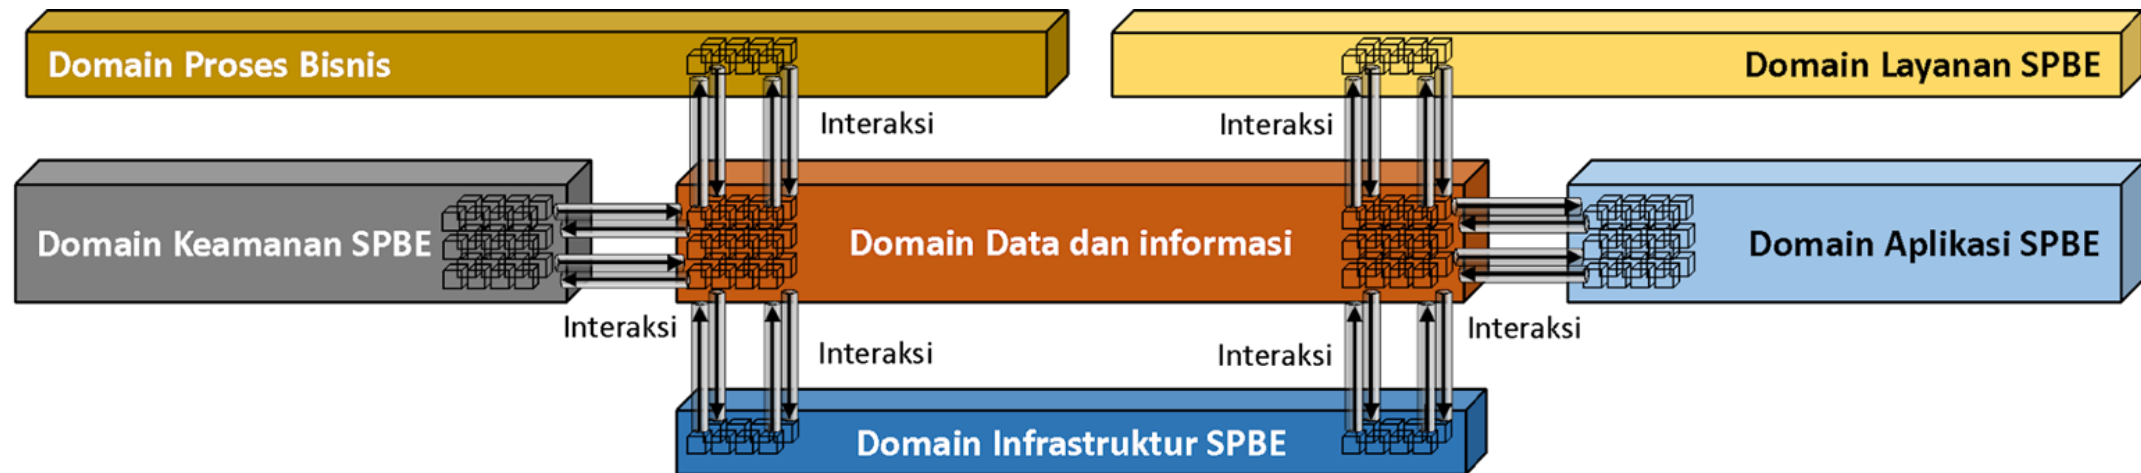 Domain Proses Bisnis
Domain Layanan SPBE
Interaksi
Interaksi
Domain Keamanan SPBE
Domain Data dan informasi
Domain Aplikasi SPBE
Interaksi
Interaksi
Interaksi
Interaksi
Domain Infrastruktur SPBE